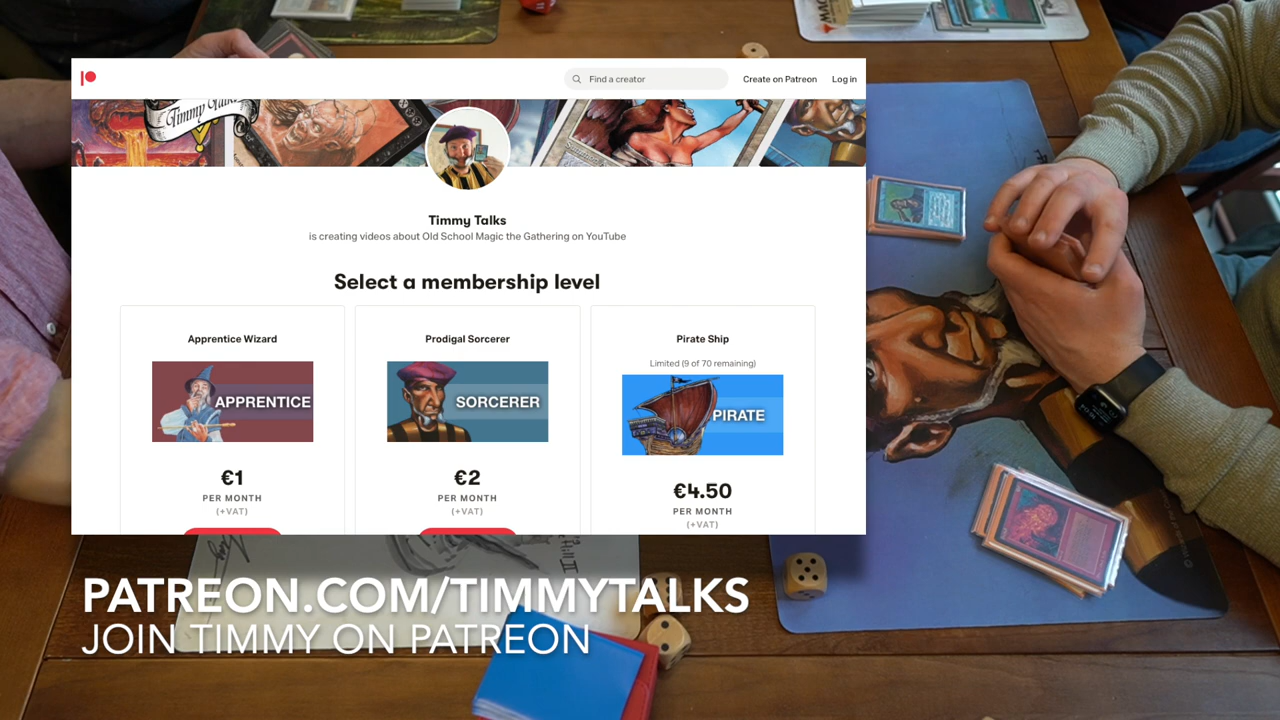 MAGIC
Find a creator
Create on Patreon
Log in
Timmy Talks
Timmy Talks
is creating videos about Old School Magic the Gathering on YouTube
Select a membership level
Apprentice Wizard
Prodigal Sorcerer
Pirate Ship
Limited (9 of 70 remaining)
APPRENTICE
SORCERER
PIRATE
€1
€2
€4.50
PER MONTH
PER MONTH
PER MONTH
(+VAT)
(+VAT)
(+VAT)
PATREON.COM/TIMMYTALKS
JOIN TIMMY ON PATREON